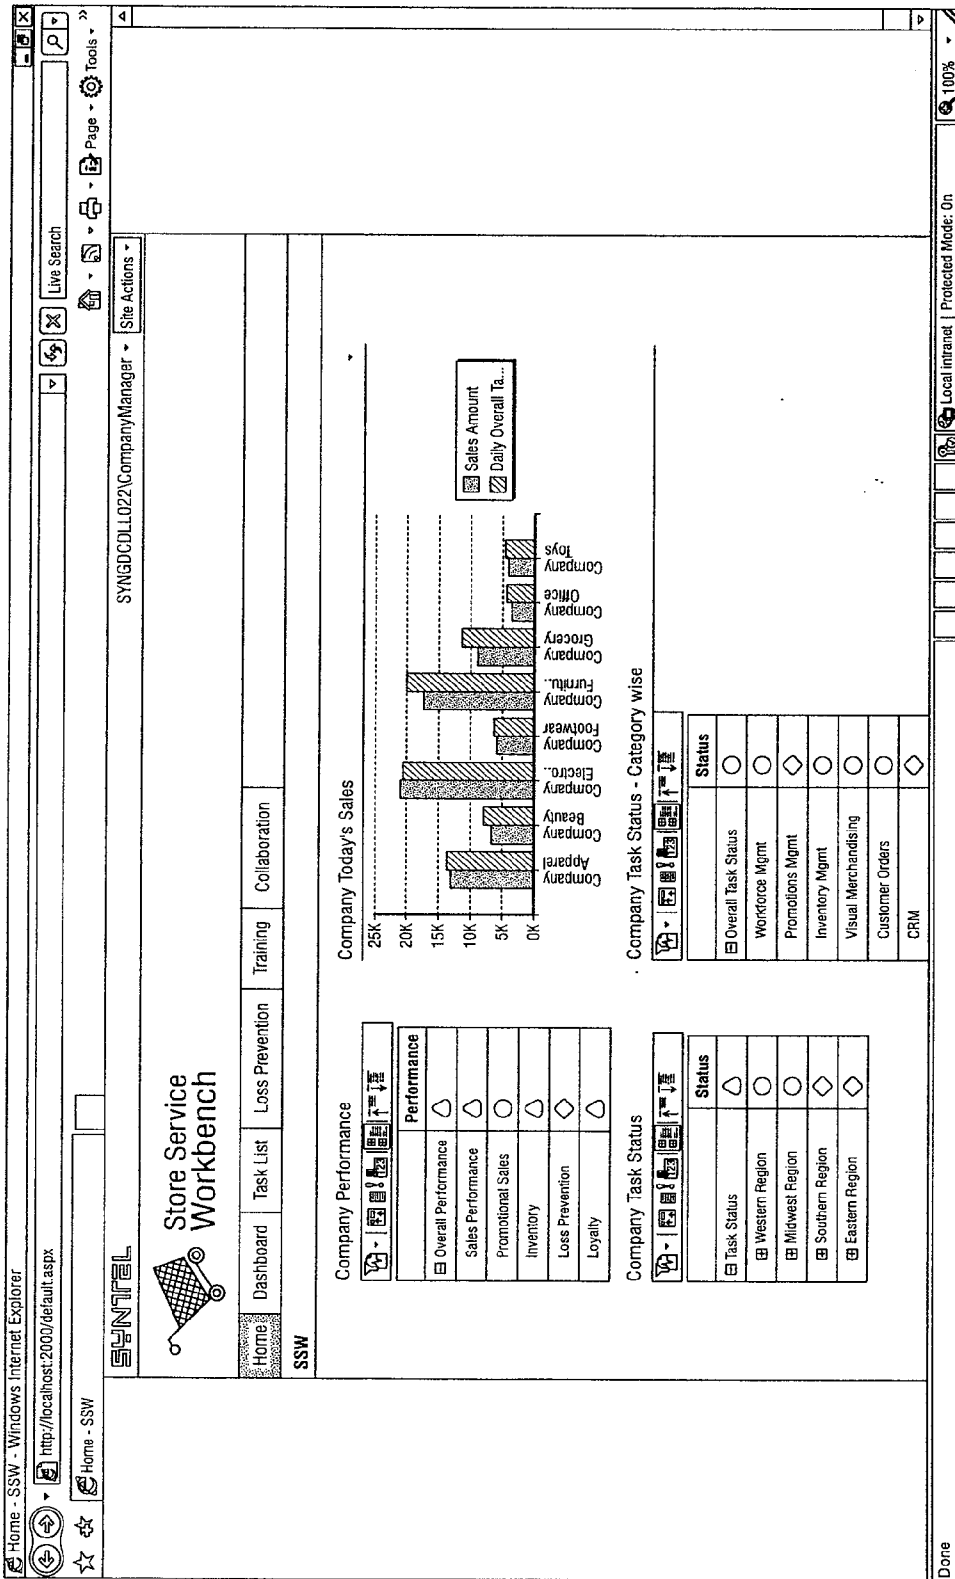 Home - SSW - Windows Internet Explorer
http://localhost:2000/default.aspx
Live Search
Home - SSW
Page
Tools
SYNTEL
SYNGDCDLL022\CompanyManager
Site Actions
Store Service
Workbench
Home
Dashboard
Task List
Loss Prevention
Training
Collaboration
SSW
Company Performance
123
Performance
Overall Performance
Sales Performance
Promotional Sales
Inventory
Loss Prevention
Loyalty
Company Today's Sales
25K
20K
15K
10K
5K
0K
Company Apparel
Company Beauty
Company Electro..
Company Footwear
Company Furnitu..
Company Grocery
Company Office
Company Toys
Sales Amount
Daily Overall Ta...
Company Task Status
123
Status
Task Status
Western Region
Midwest Region
Southern Region
Eastern Region
Company Task Status - Category wise
123
Status
Overall Task Status
Workforce Mgmt
Promotions Mgmt
Inventory Mgmt
Visual Merchandising
Customer Orders
CRM
Done
Local intranet | Protected Mode: On
100%